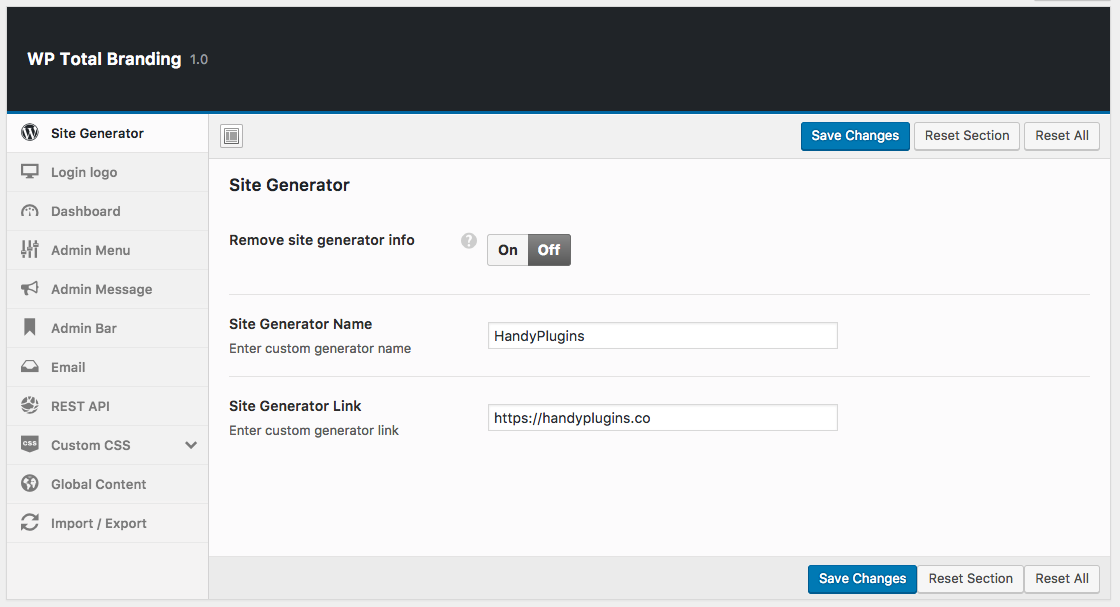 WP Total Branding 1.0
Site Generator
Login logo
Dashboard
Admin Menu
Admin Message
Admin Bar
Email
REST API
css Custom CSS
Global Content
Import / Export
Save Changes Reset Section Reset All
Site Generator
Remove site generator info ? On Off
Site Generator Name
Enter custom generator name
HandyPlugins
Site Generator Link
Enter custom generator link
https://handyplugins.co
Save Changes Reset Section Reset All